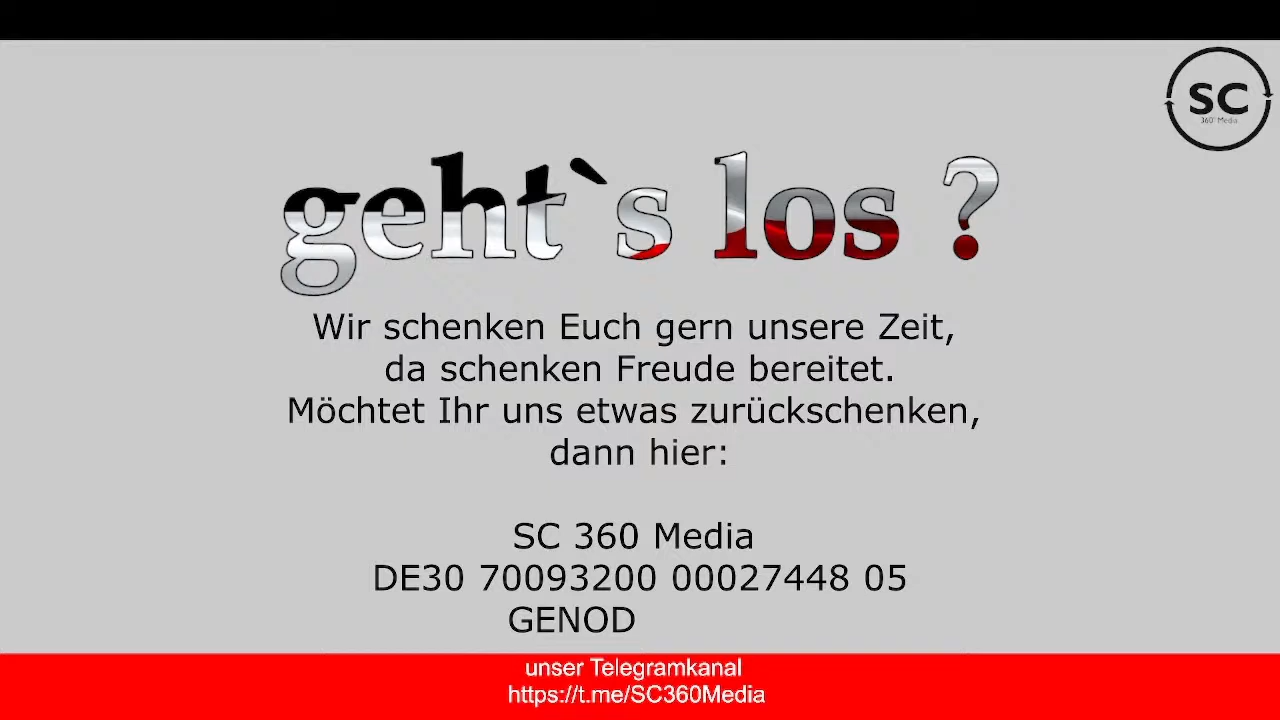 SC
360° Media
geht`s los ?
Wir schenken Euch gern unsere Zeit,
da schenken Freude bereitet.
Möchtet Ihr uns etwas zurückschenken,
dann hier:
SC 360 Media
DE30 70093200 00027448 05
GENOD
unser Telegramkanal
https://t.me/SC360Media